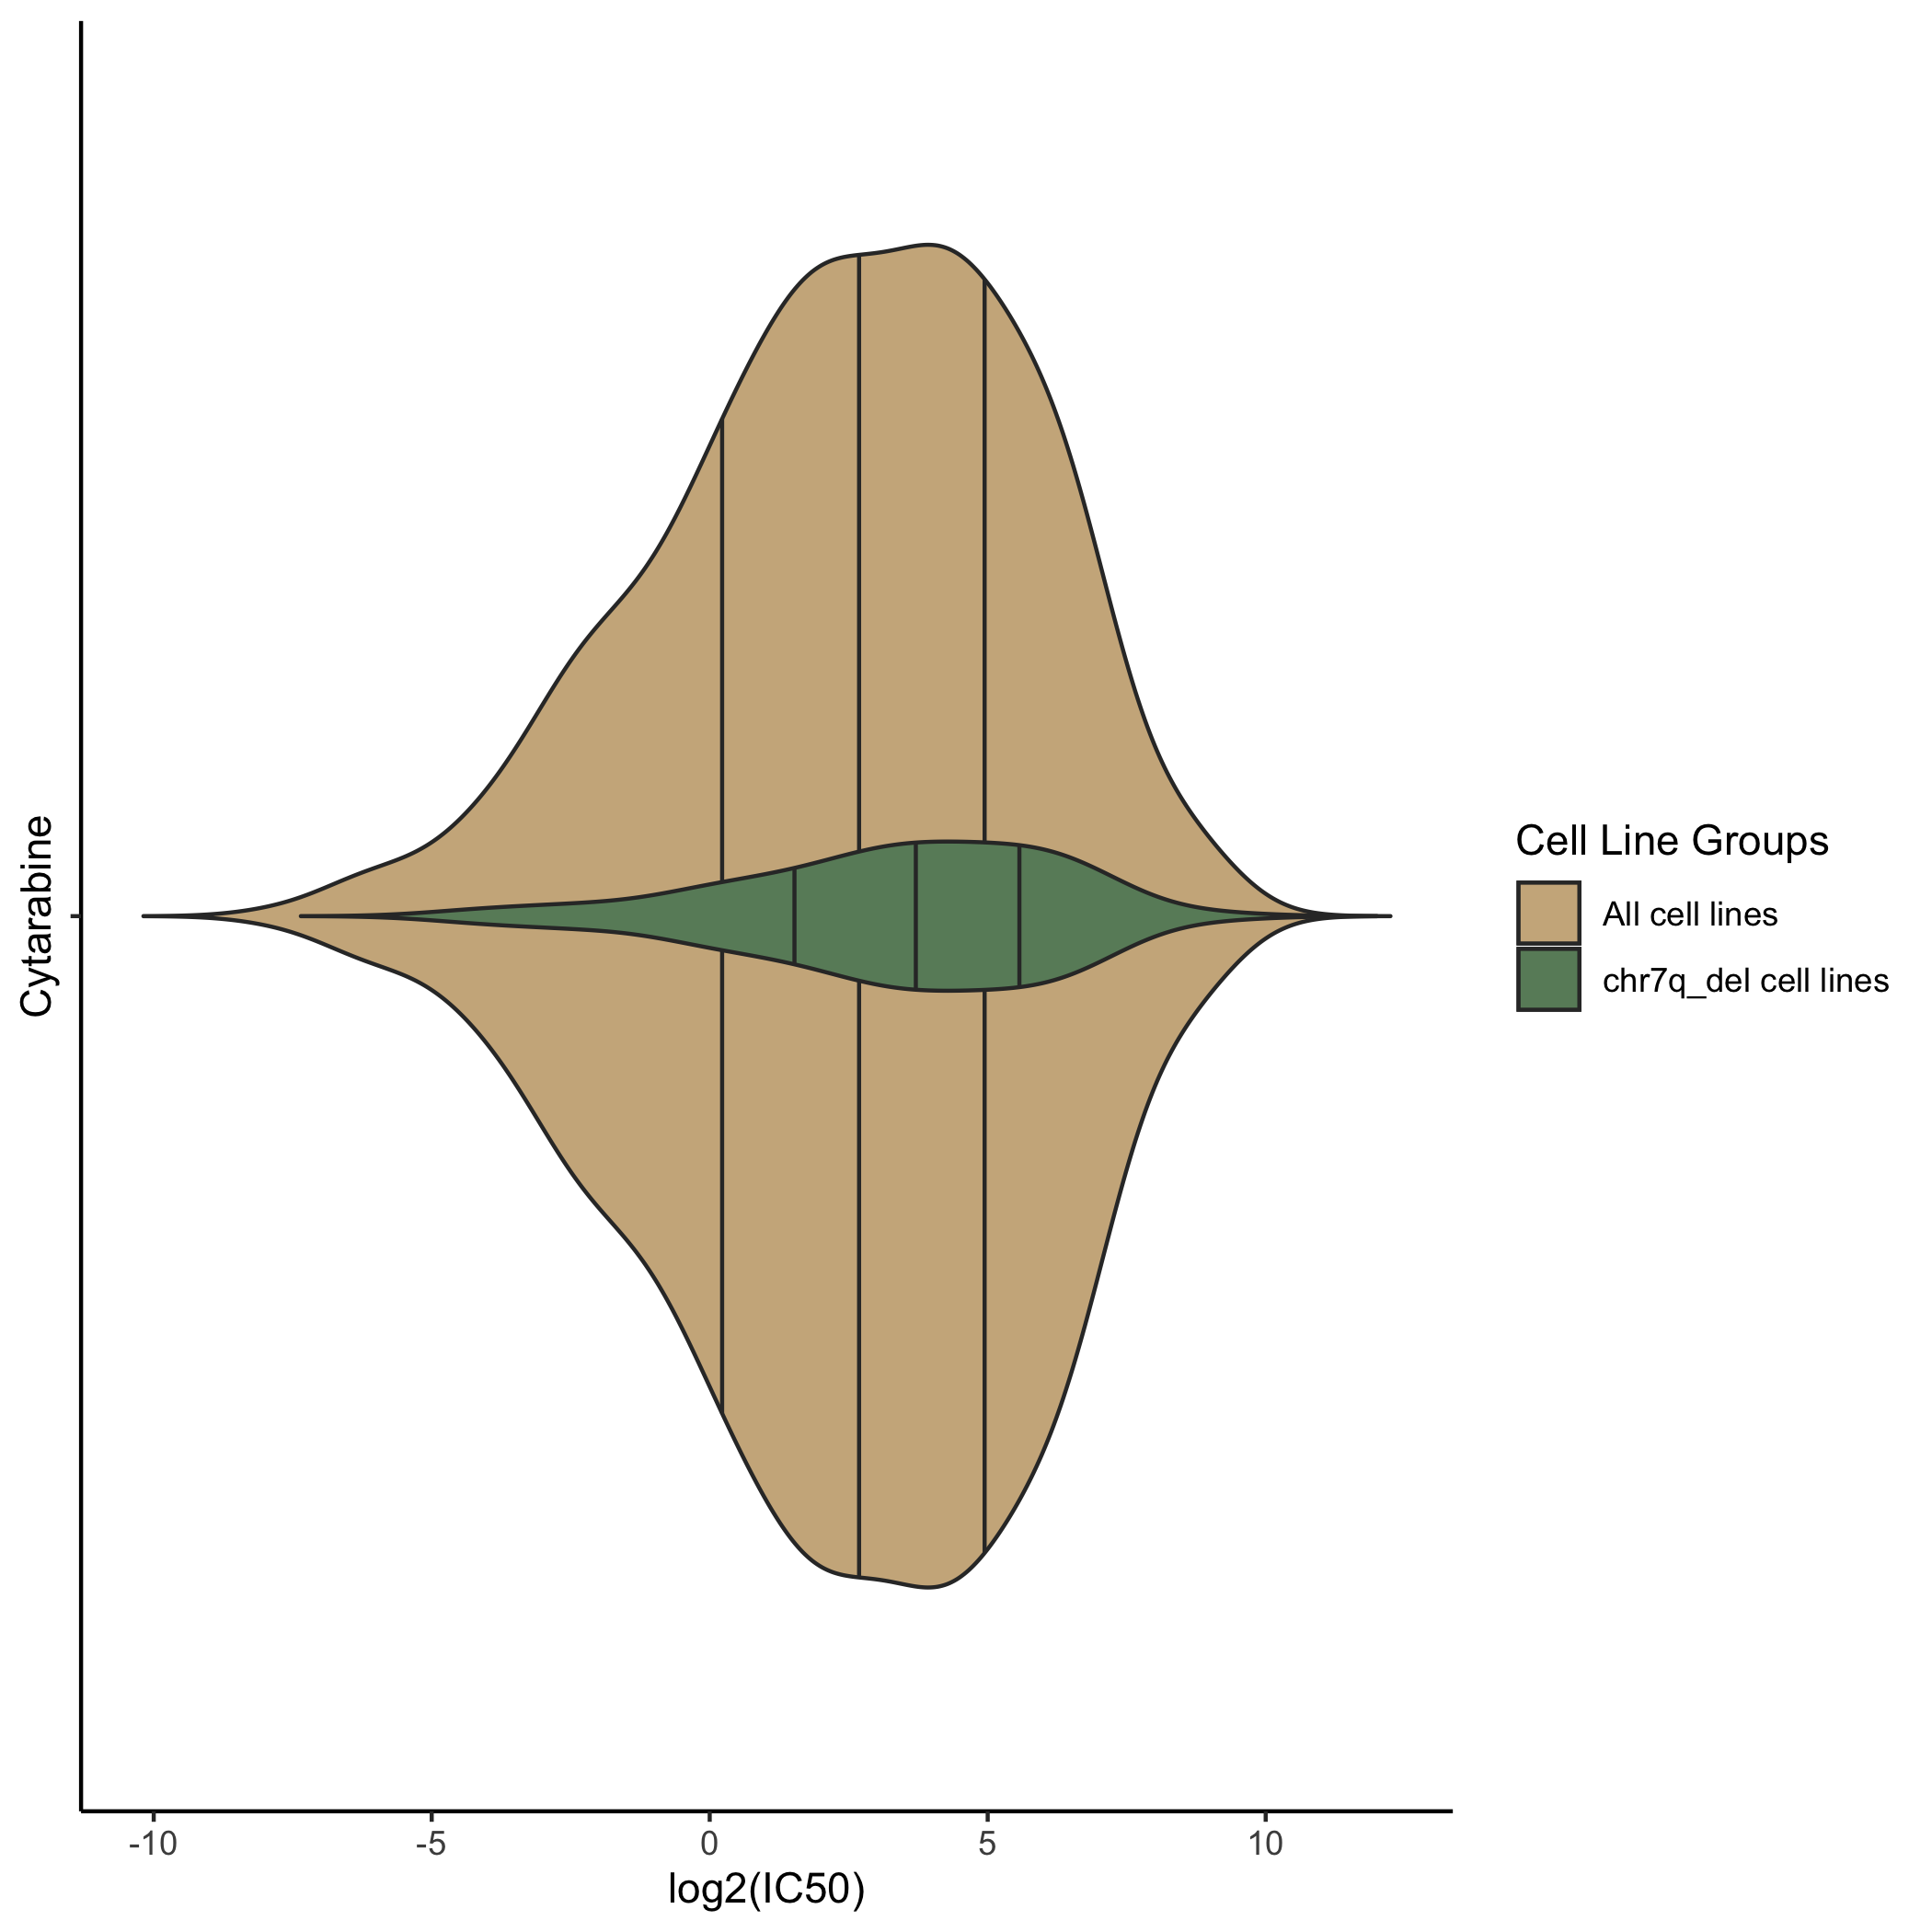 Cytarabine
-10
-5
0
5
10
log2(IC50)
Cell Line Groups
All cell lines
chr7q_del cell lines